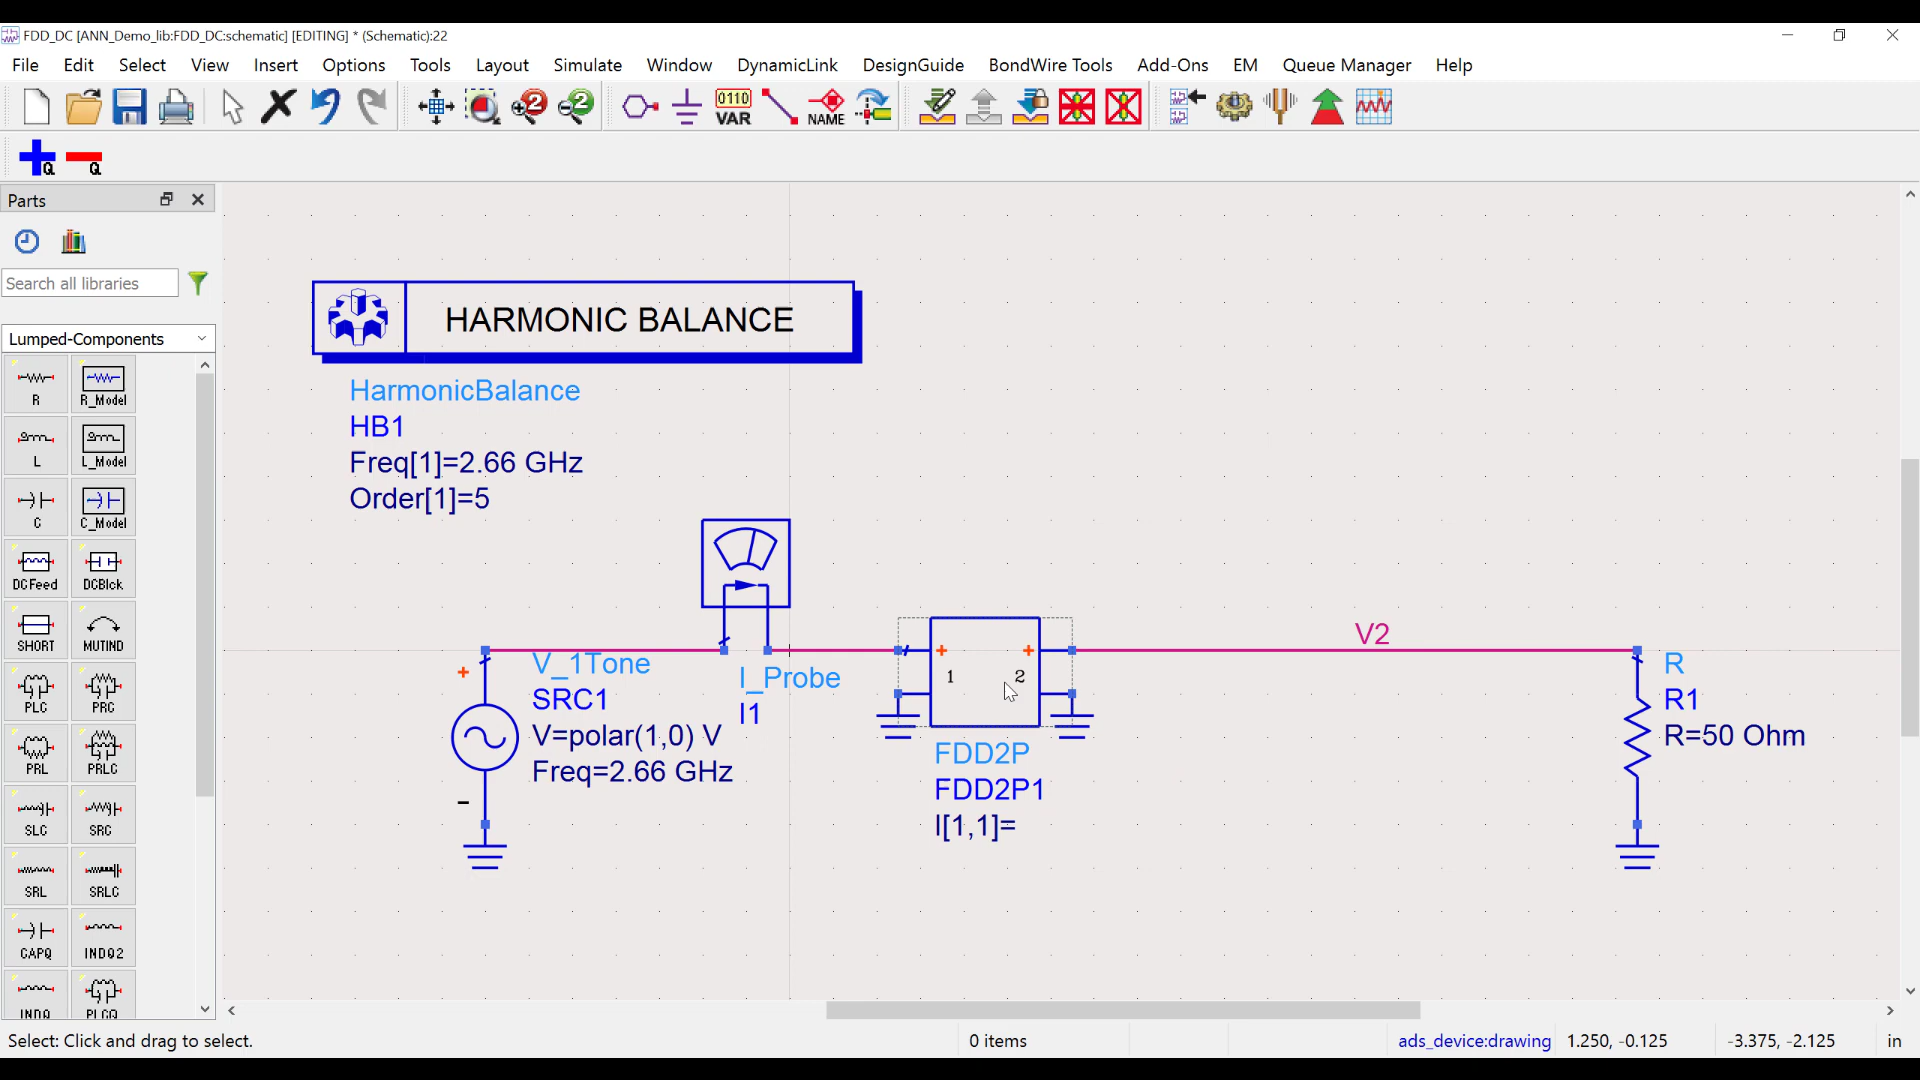 FDD_DC [ANN_Demo_lib:FDD_DC:schematic] [EDITING] * (Schematic):22
File Edit Select View Insert Options Tools Layout Simulate Window DynamicLink DesignGuide BondWire Tools Add-Ons EM Queue Manager Help
2 2 0110 VAR NAME
Q Q
Parts
Search all libraries
Lumped-Components
R R_Model
L L_Model
C C_Model
DCFeed DCBlck
SHORT MUTIND
PLC PRC
PRL PRLC
SLC SRC
SRL SRLC
CAPQ INDQ2
INDQ PLCQ
HARMONIC BALANCE
HarmonicBalance
HB1
Freq[1]=2.66 GHz
Order[1]=5
V_1Tone
SRC1
V=polar(1,0) V
Freq=2.66 GHz
+
-
I_Probe
I1
+ +
1 2
FDD2P
FDD2P1
I[1,1]=
V2
R
R1
R=50 Ohm
Select: Click and drag to select. 0 items ads_device:drawing 1.250, -0.125 -3.375, -2.125 in